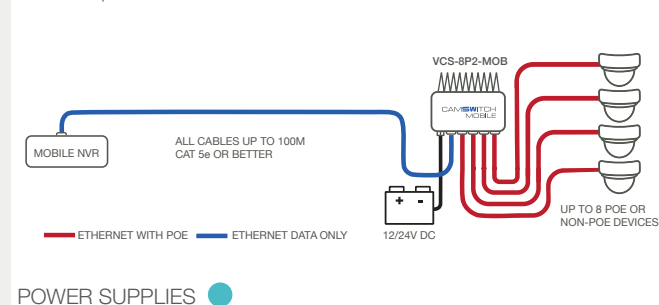 VCS-8P2-MOB
CAMSWITCH
MOBILE
MOBILE NVR
ALL CABLES UP TO 100M
CAT 5e OR BETTER
+ -
12/24V DC
UP TO 8 POE OR
NON-POE DEVICES
ETHERNET WITH POE
ETHERNET DATA ONLY
POWER SUPPLIES